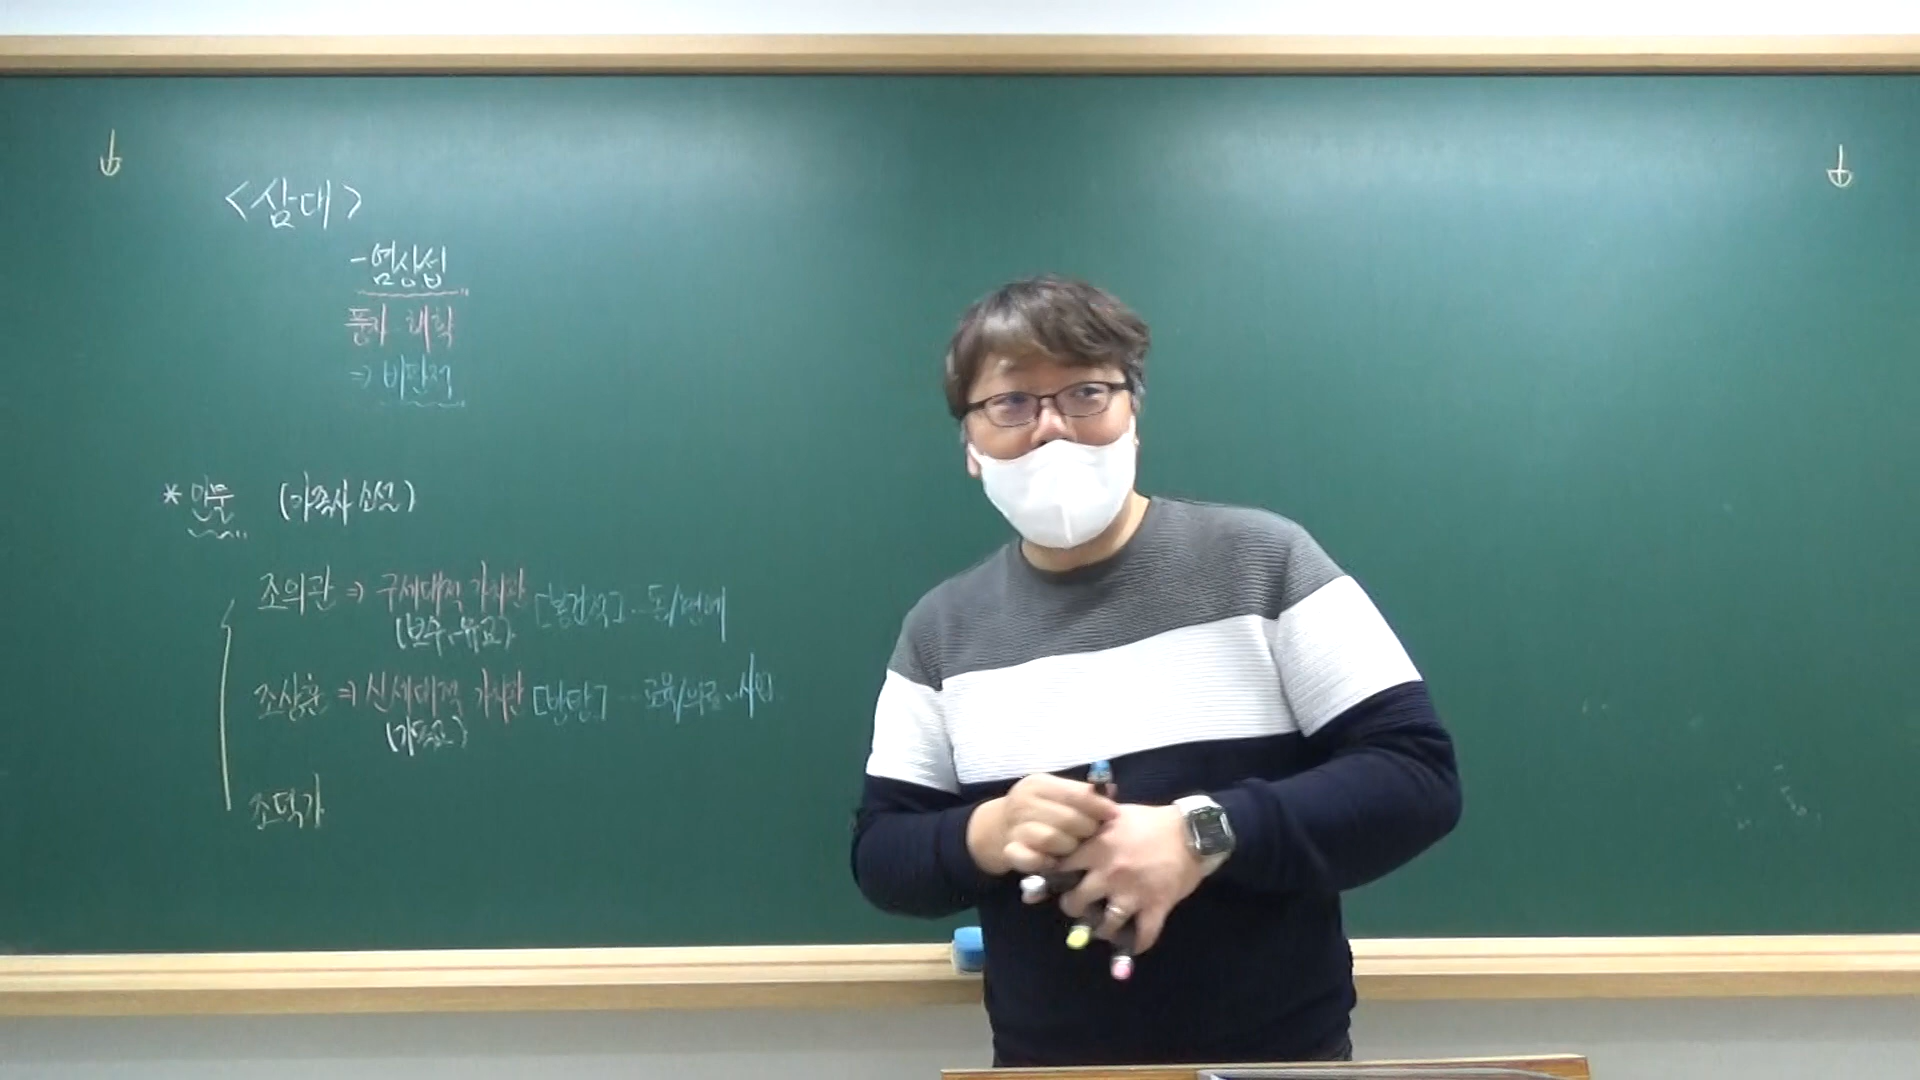 <삼대>
-염상섭
풍자 해학
=> 비판적
* 인물 (가족사 소설)
조의관 => 구세대적 가치관 [봉건적] ... 돈/명예
(보수, 유교)
조상훈 => 신세대적 가치관 [반반] ... 교육/의료 사업
(기독교)
조덕기